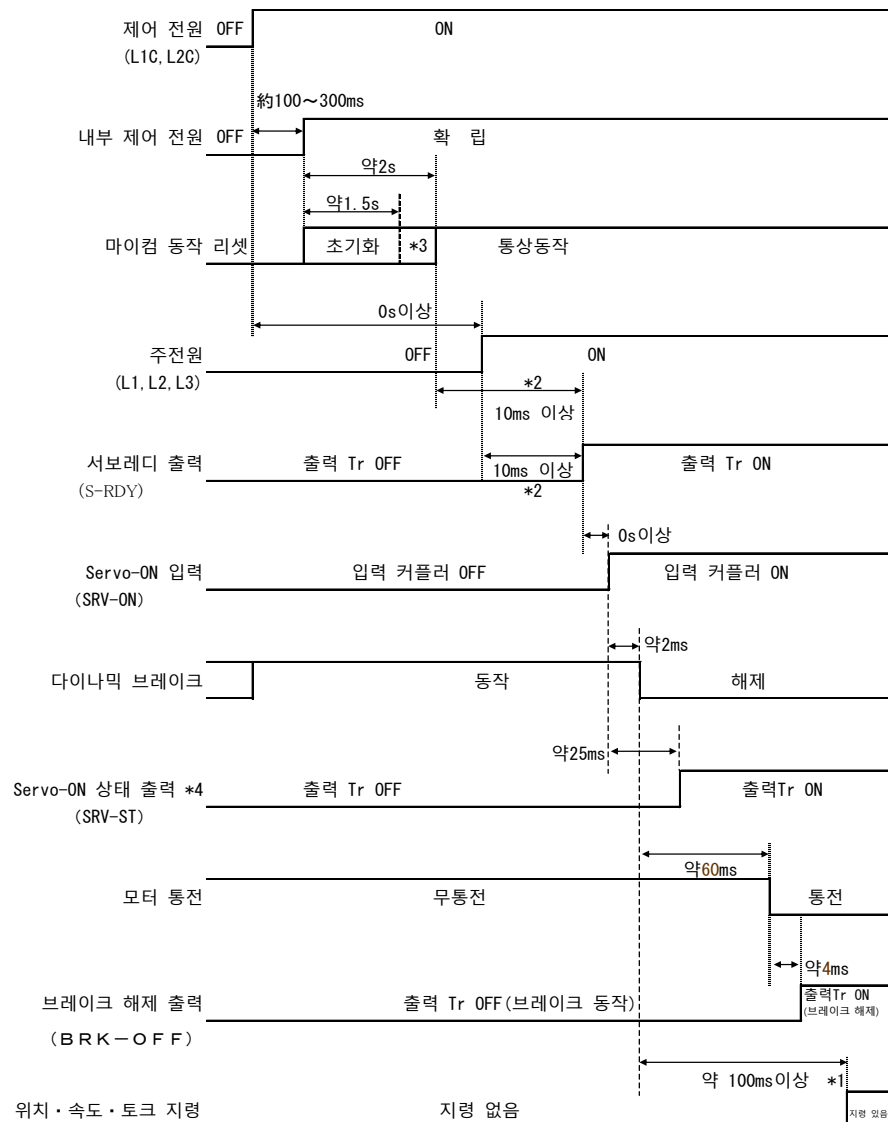 제어 전원 OFF ON
(L1C, L2C)
約100～300ms
내부 제어 전원 OFF 확 립
약2s
약1.5s
마이컴 동작 리셋 초기화 *3 통상동작
0s이상
주전원 OFF ON
(L1, L2, L3)
*2
10ms 이상
서보레디 출력 출력 Tr OFF 10ms 이상 출력 Tr ON
(S-RDY) *2
0s이상
Servo-ON 입력 입력 커플러 OFF 입력 커플러 ON
(SRV-ON)
약2ms
다이나믹 브레이크 동작 해제
약25ms
Servo-ON 상태 출력 *4 출력 Tr OFF 출력Tr ON
(SRV-ST)
약60ms
모터 통전 무통전 통전
약4ms
브레이크 해제 출력 출력 Tr OFF(브레이크 동작) 출력Tr ON
(브레이크 해제)
(ＢＲＫ－ＯＦＦ)
약 100ms이상 *1
위치・속도・토크 지령 지령 없음 지령 있음